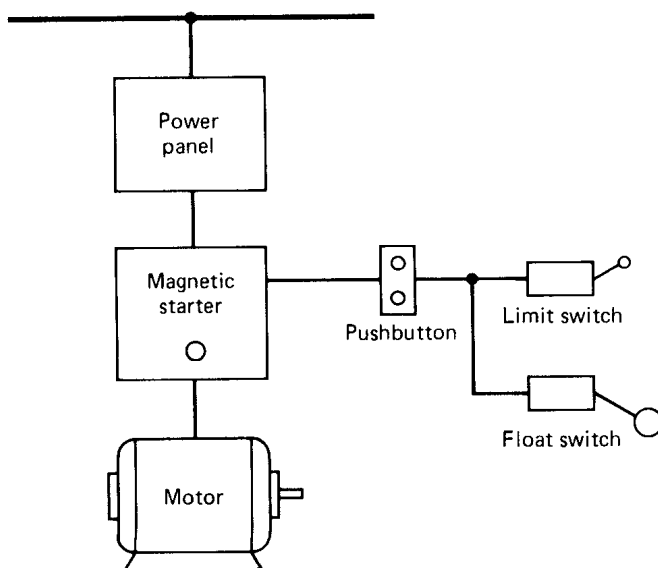 Power
panel
Magnetic
starter
Pushbutton
Limit switch
Float switch
Motor